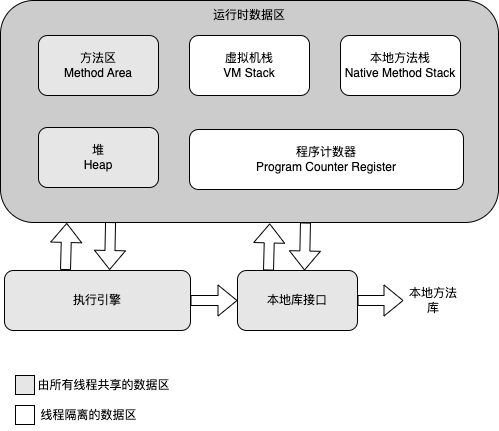 运行时数据区
方法区
Method Area
虚拟机栈
VM Stack
本地方法栈
Native Method Stack
堆
Heap
程序计数器
Program Counter Register
执行引擎
本地库接口
本地方法
库
由所有线程共享的数据区
线程隔离的数据区